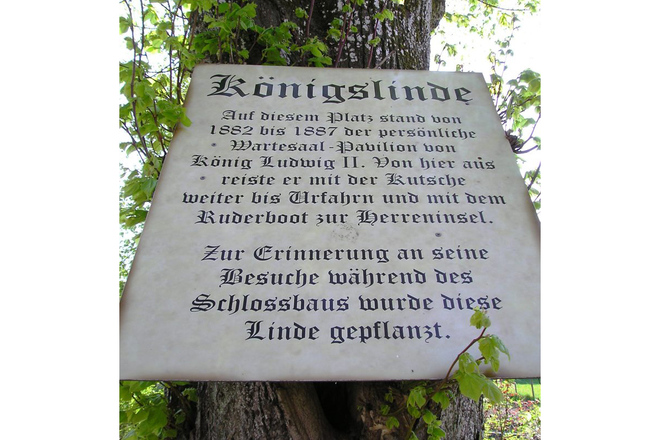 Königslinde
Auf diesem Platz stand von
1882 bis 1887 der persönliche
Wartesaal-Pavilion von
König Ludwig II. Von hier aus
reiste er mit der Kutsche
weiter bis Urfahrn und mit dem
Ruderboot zur Herreninsel.
Zur Erinnerung an seine
Besuche während des
Schlossbaus wurde diese
Linde gepflanzt.